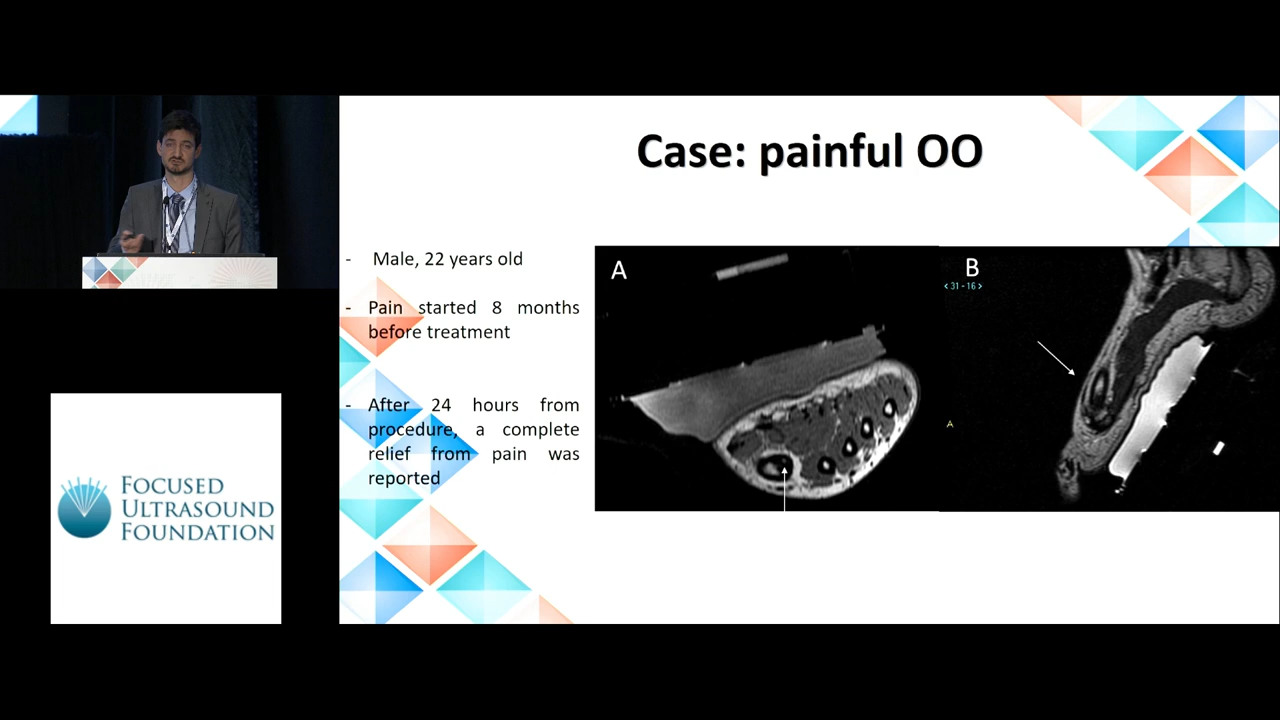 Case: painful OO
- Male, 22 years old
- Pain started 8 months
before treatment
- After 24 hours from
procedure, a complete
relief from pain was
reported
A
B
< 31 - 16 >
A
FOCUSED
ULTRASOUND
FOUNDATION